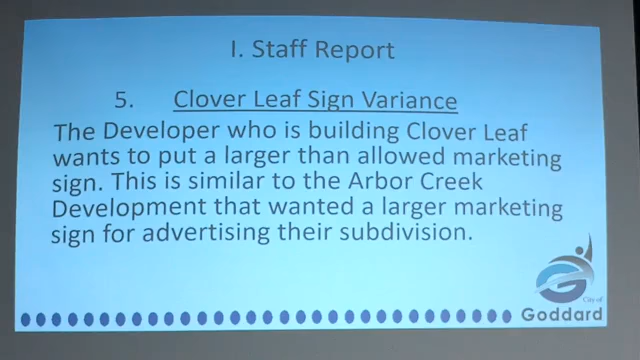 I. Staff Report
5. Clover Leaf Sign Variance
The Developer who is building Clover Leaf
wants to put a larger than allowed marketing
sign. This is similar to the Arbor Creek
Development that wanted a larger marketing
sign for advertising their subdivision.
City of
Goddard